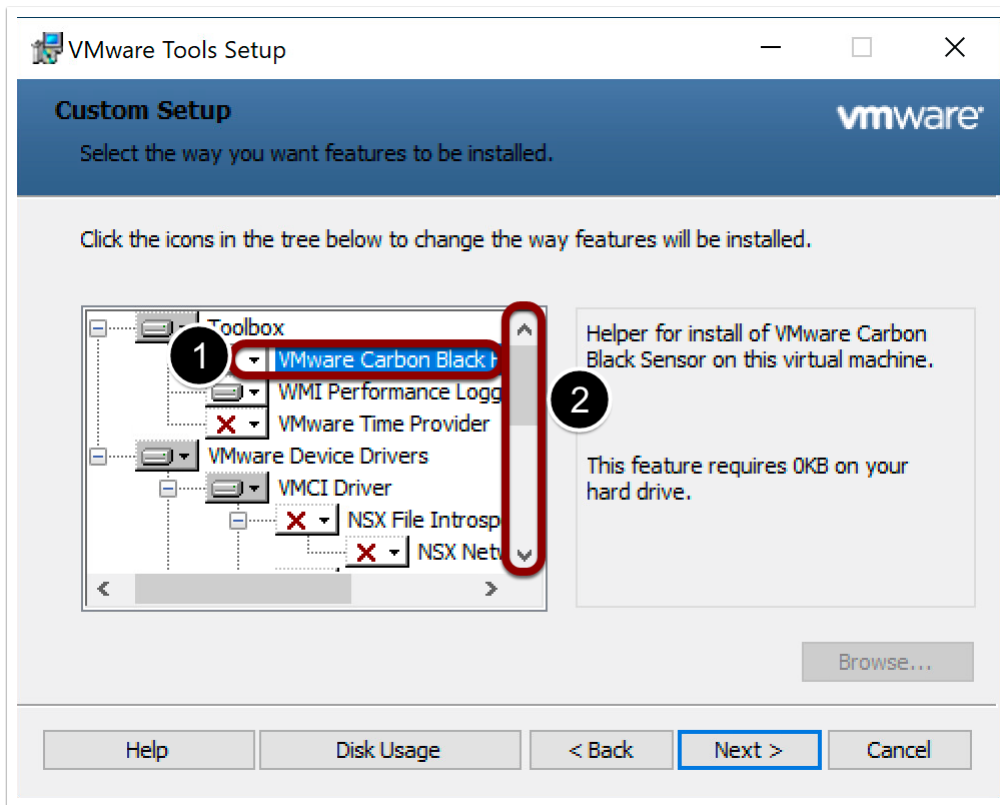 VMware Tools Setup
Custom Setup
vmware
Select the way you want features to be installed.
Click the icons in the tree below to change the way features will be installed.
Toolbox
1
VMware Carbon Black
WMI Performance Logg
VMware Time Provider
VMware Device Drivers
VMCI Driver
NSX File Introsp
NSX Netw
2
Helper for install of VMware Carbon
Black Sensor on this virtual machine.
This feature requires 0KB on your
hard drive.
Browse...
Help
Disk Usage
< Back
Next >
Cancel